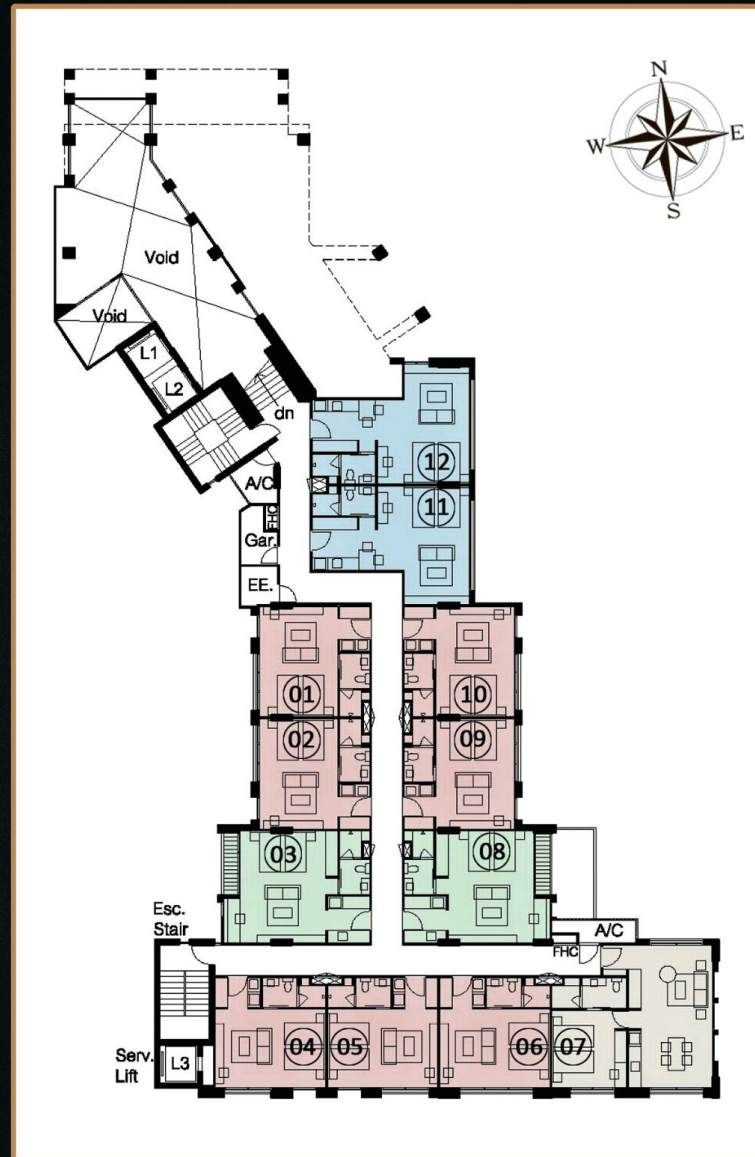 N
W E
S
Void
Void
L1
L2
dn
12
A/C
11
FHC
Gar.
EE.
01
10
02
09
03
08
Esc.
Stair
A/C
FHC
04
05
06
07
Serv.
Lift
L3